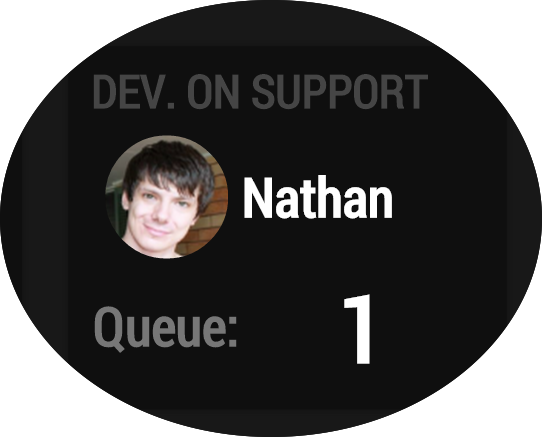 DEV. ON SUPPORT
Nathan
Queue: 1